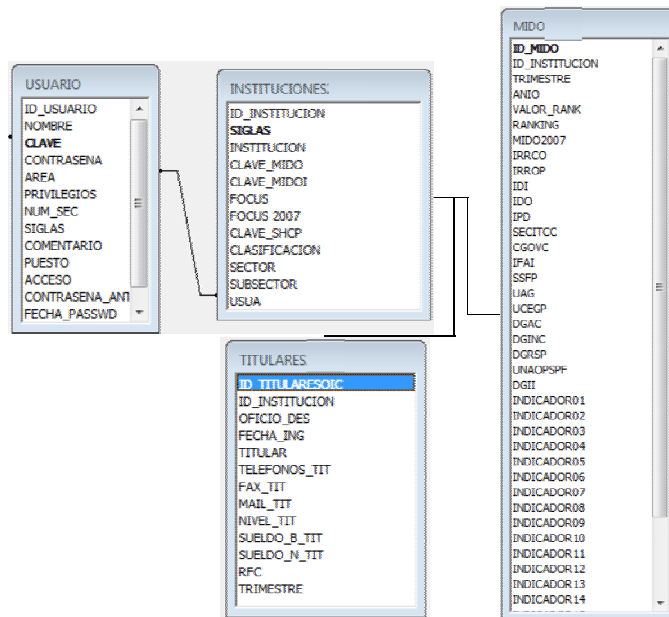 USUARIO
ID_USUARIO
NOMBRE
CLAVE
CONTRASENA
AREA
PRIVILEGIOS
NUM_SEC
SIGLAS
COMENTARIO
PUESTO
ACCESO
CONTRASENA_ANT
FECHA_PASSWD
INSTITUCIONES:
ID_INSTITUCION
SIGLAS
INSTITUCION
CLAVE_MIDO
CLAVE_MIDOI
FOCUS
FOCUS 2007
CLAVE_SHCP
CLASIFICACION
SECTOR
SUBSECTOR
USUA
TITULARES
ID_TITULARESOIC
ID_INSTITUCION
OFICIO_DES
FECHA_ING
TITULAR
TELEFONOS_TIT
FAX_TIT
MAIL_TIT
NIVEL_TIT
SUELDO_B_TIT
SUELDO_N_TIT
RFC
TRIMESTRE
MIDO
ID_MIDO
ID_INSTITUCION
TRIMESTRE
ANIO
VALOR_RANK
RANKING
MIDO2007
IRRCO
IRROP
IDI
IDO
IPD
SECITCC
CGOVC
IFAI
SSFP
UAG
UCEGP
DGAC
DGINC
DGRSP
UNAOPSPF
DGII
INDICADOR01
INDICADOR02
INDICADOR03
INDICADOR04
INDICADOR05
INDICADOR06
INDICADOR07
INDICADOR08
INDICADOR09
INDICADOR10
INDICADOR11
INDICADOR12
INDICADOR13
INDICADOR14